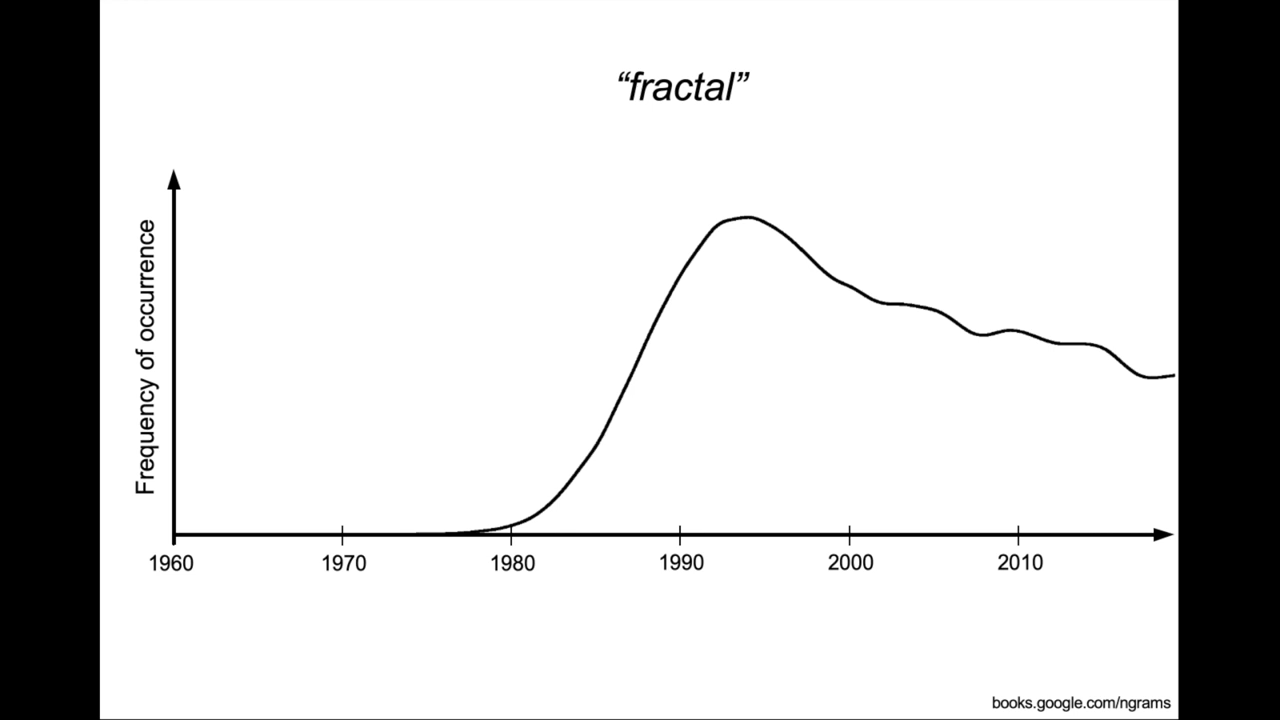 “fractal”
Frequency of occurrence
1960 1970 1980 1990 2000 2010
books.google.com/ngrams